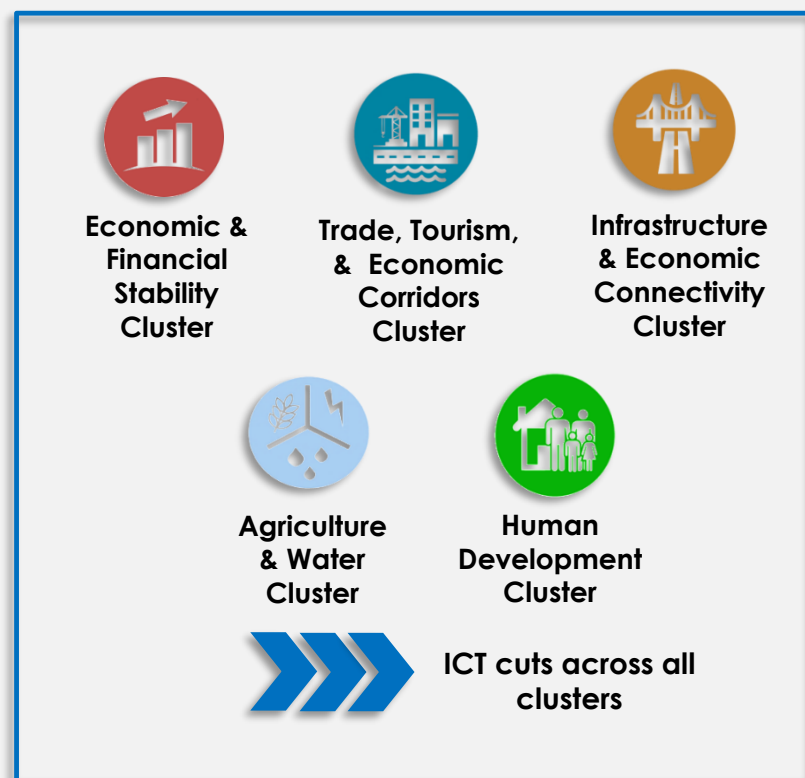 Economic &
Financial
Stability
Cluster
Trade, Tourism,
& Economic
Corridors
Cluster
Infrastructure
& Economic
Connectivity
Cluster
Agriculture
& Water
Cluster
Human
Development
Cluster
ICT cuts across all
clusters